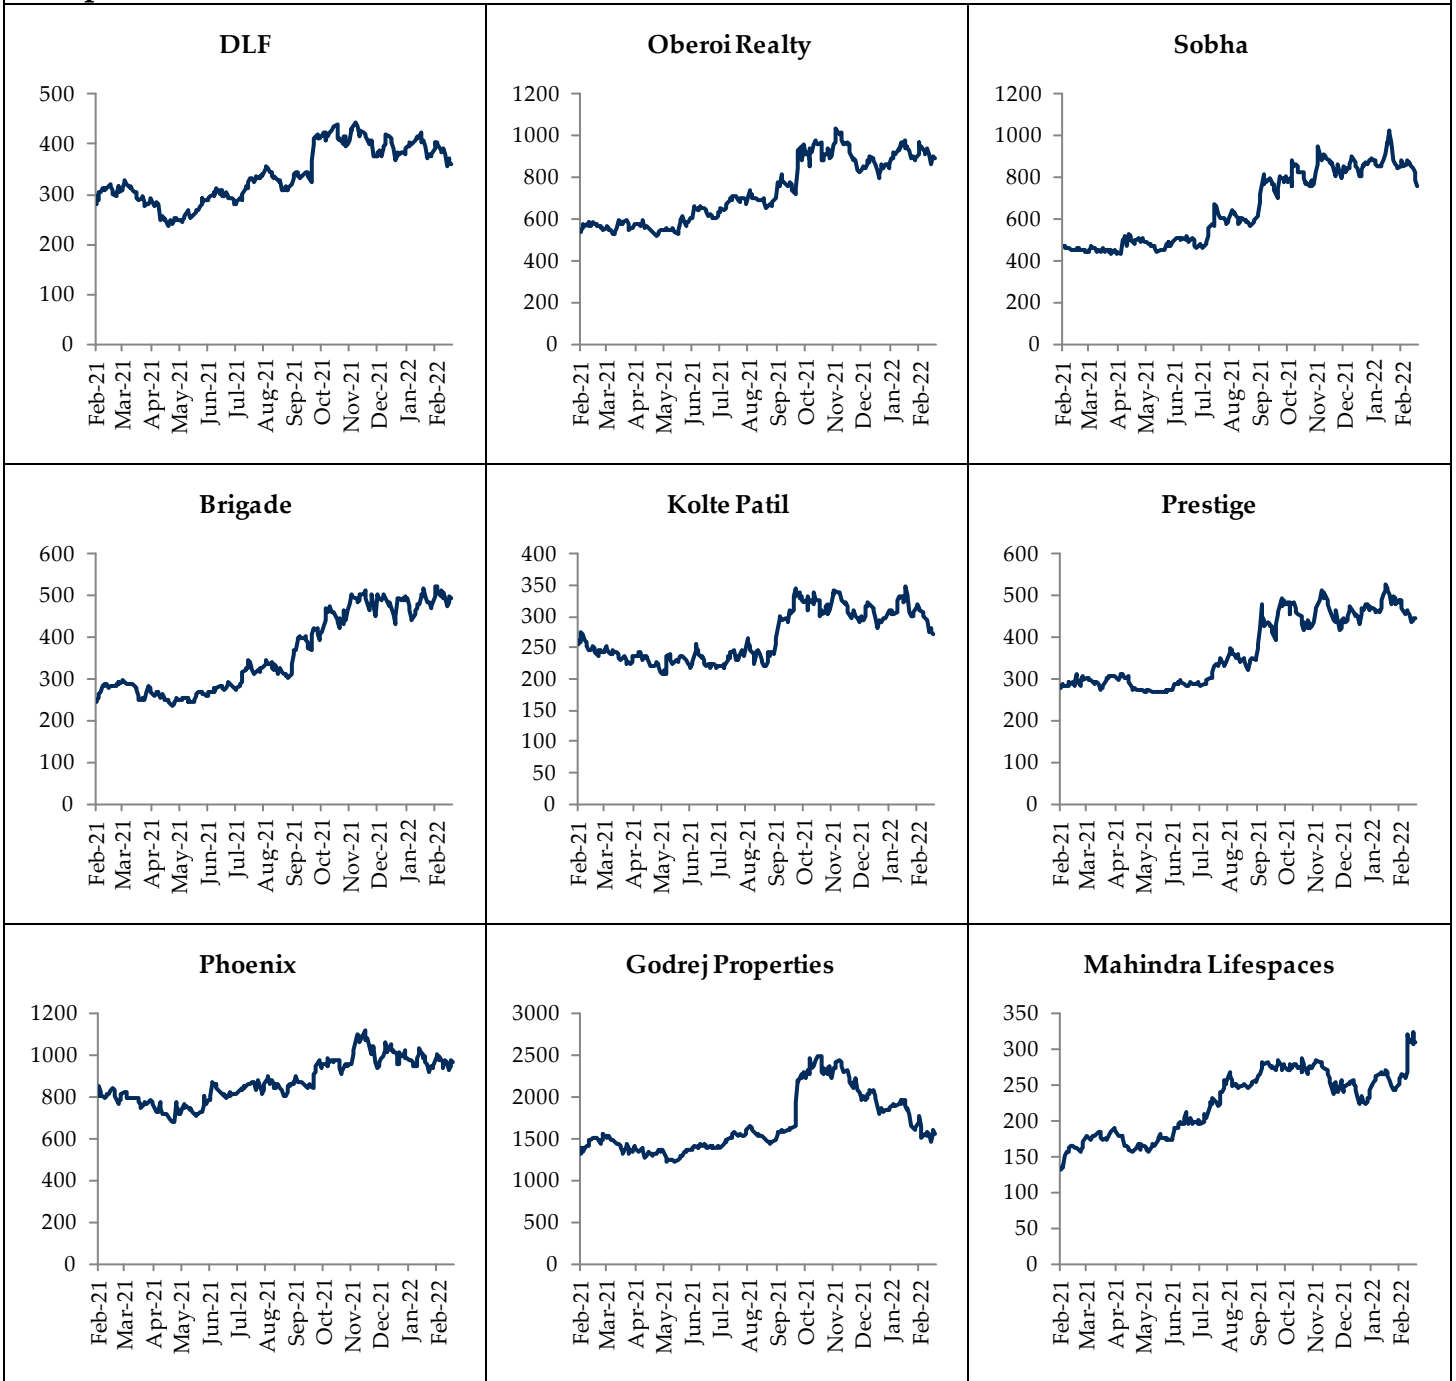 DLF
500
400
300
200
100
0
Feb-21
Mar-21
Apr-21
May-21
Jun-21
Jul-21
Aug-21
Sep-21
Oct-21
Nov-21
Dec-21
Jan-22
Feb-22
Oberoi Realty
1200
1000
800
600
400
200
0
Feb-21
Mar-21
Apr-21
May-21
Jun-21
Jul-21
Aug-21
Sep-21
Oct-21
Nov-21
Dec-21
Jan-22
Feb-22
Sobha
1200
1000
800
600
400
200
0
Feb-21
Mar-21
Apr-21
May-21
Jun-21
Jul-21
Aug-21
Sep-21
Oct-21
Nov-21
Dec-21
Jan-22
Feb-22
Brigade
600
500
400
300
200
100
0
Feb-21
Mar-21
Apr-21
May-21
Jun-21
Jul-21
Aug-21
Sep-21
Oct-21
Nov-21
Dec-21
Jan-22
Feb-22
Kolte Patil
400
350
300
250
200
150
100
50
0
Feb-21
Mar-21
Apr-21
May-21
Jun-21
Jul-21
Aug-21
Sep-21
Oct-21
Nov-21
Dec-21
Jan-22
Feb-22
Prestige
600
500
400
300
200
100
0
Feb-21
Mar-21
Apr-21
May-21
Jun-21
Jul-21
Aug-21
Sep-21
Oct-21
Nov-21
Dec-21
Jan-22
Feb-22
Phoenix
1200
1000
800
600
400
200
0
Feb-21
Mar-21
Apr-21
May-21
Jun-21
Jul-21
Aug-21
Sep-21
Oct-21
Nov-21
Dec-21
Jan-22
Feb-22
Godrej Properties
3000
2500
2000
1500
1000
500
0
Feb-21
Mar-21
Apr-21
May-21
Jun-21
Jul-21
Aug-21
Sep-21
Oct-21
Nov-21
Dec-21
Jan-22
Feb-22
Mahindra Lifespaces
350
300
250
200
150
100
50
0
Feb-21
Mar-21
Apr-21
May-21
Jun-21
Jul-21
Aug-21
Sep-21
Oct-21
Nov-21
Dec-21
Jan-22
Feb-22